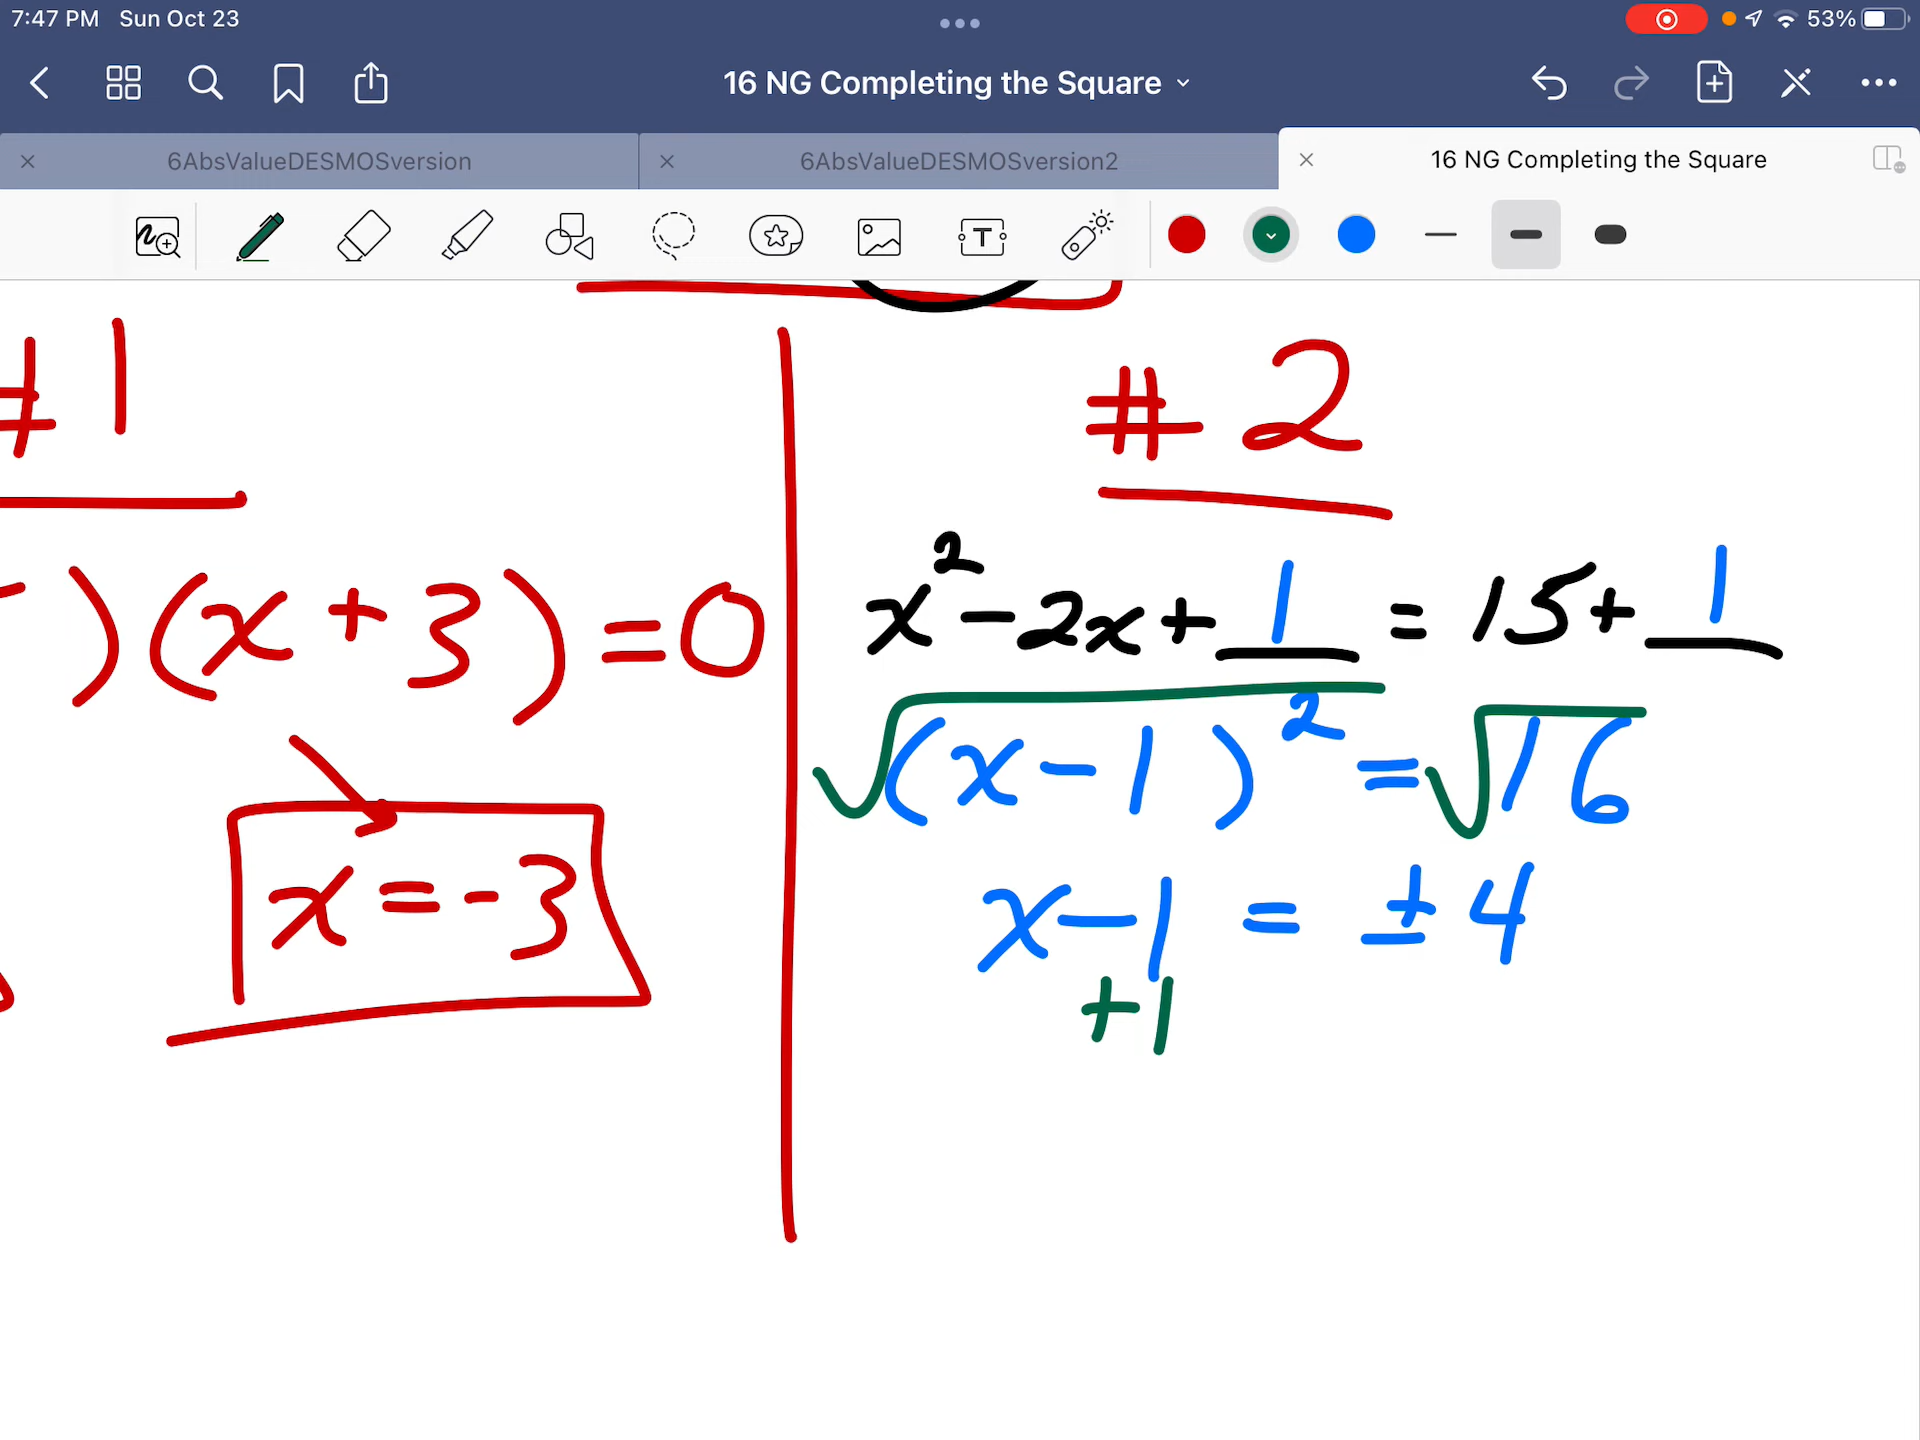 7:47 PM Sun Oct 23
53%
16 NG Completing the Square
6AbsValueDESMOSversion
6AbsValueDESMOSversion2
16 NG Completing the Square
T
# 1
)(x + 3) = 0
x = -3
# 2
x² - 2x + 1 = 15 + 1
√(x - 1)² = √16
x - 1 = ± 4
+1